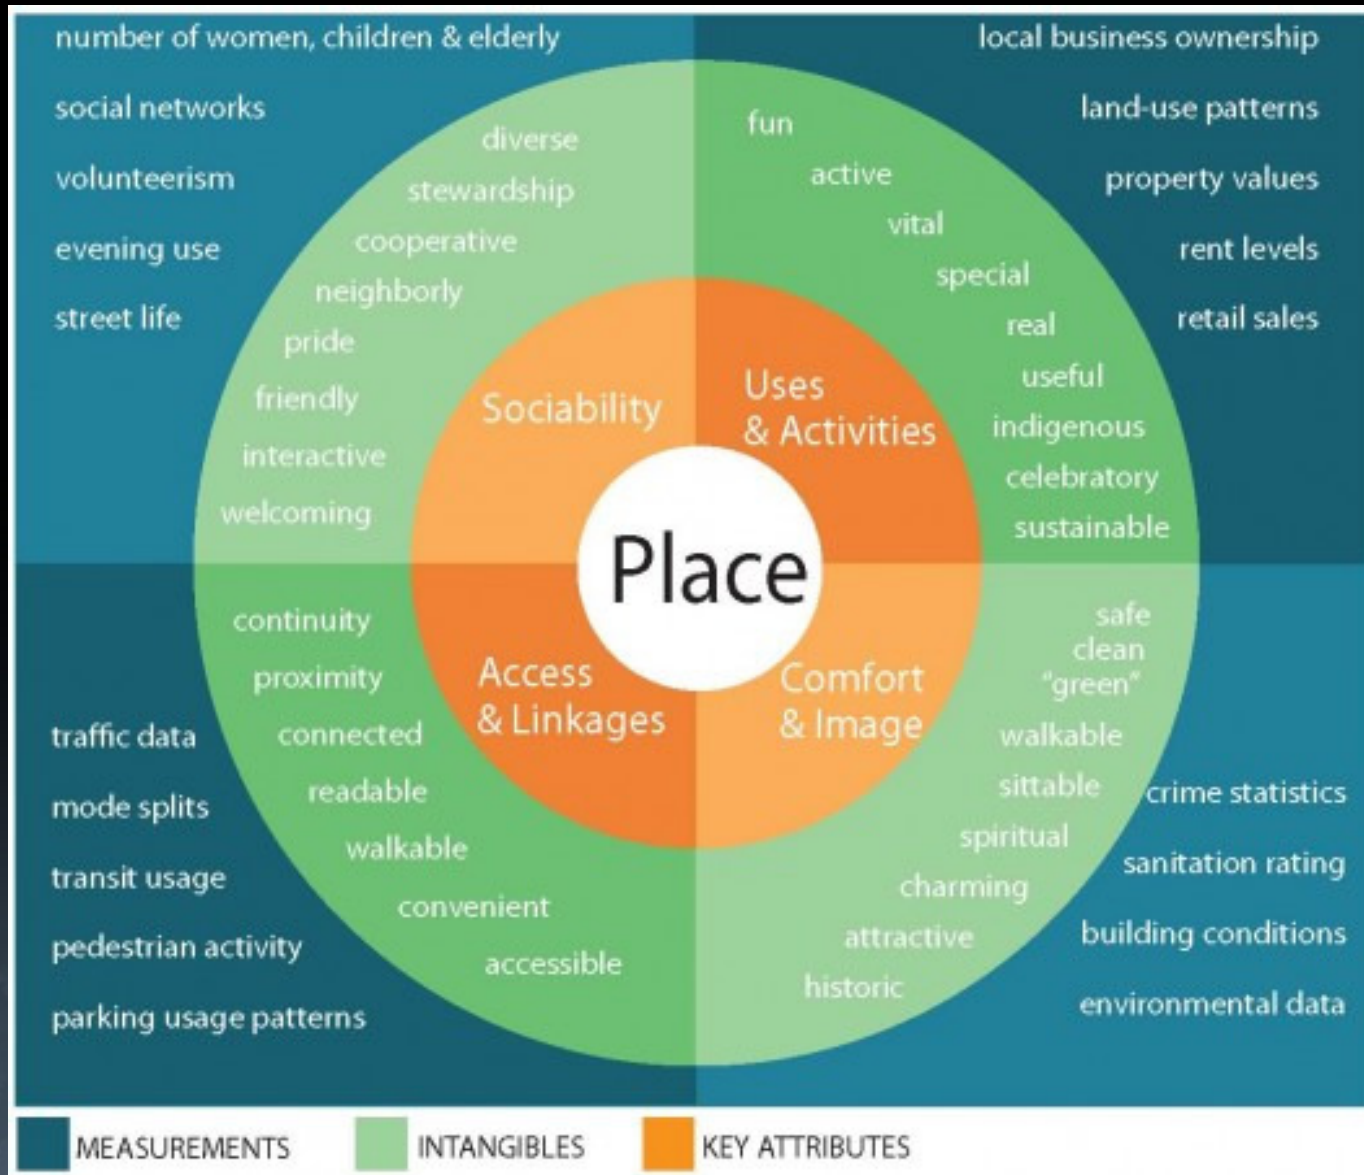 number of women, children & elderly
social networks
volunteerism
evening use
street life
local business ownership
land-use patterns
property values
rent levels
retail sales
diverse
stewardship
cooperative
neighborly
pride
friendly
interactive
welcoming
fun
active
vital
special
real
useful
indigenous
celebratory
sustainable
Sociability
Uses
& Activities
Place
Access
& Linkages
Comfort
& Image
continuity
proximity
connected
readable
walkable
convenient
accessible
safe
clean
“green”
walkable
sittable
spiritual
charming
attractive
historic
traffic data
mode splits
transit usage
pedestrian activity
parking usage patterns
crime statistics
sanitation rating
building conditions
environmental data
MEASUREMENTS
INTANGIBLES
KEY ATTRIBUTES